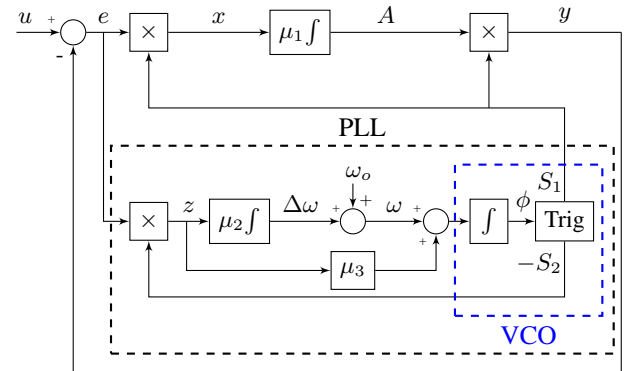 u + e x μ₁∫ A × y
× 
-
PLL
ωₒ
S₁
z Δω + ω + φ
× μ₂∫ + ∫ Trig
+ μ₃ -S₂
VCO